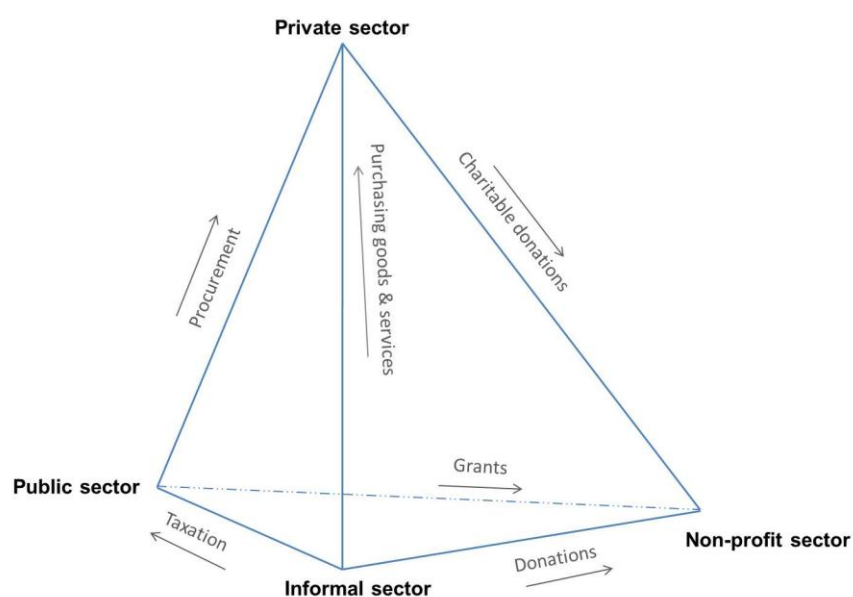 Private sector
Purchasing goods & services
Charitable donations
Procurement
Grants
Public sector
Taxation
Non-profit sector
Donations
Informal sector